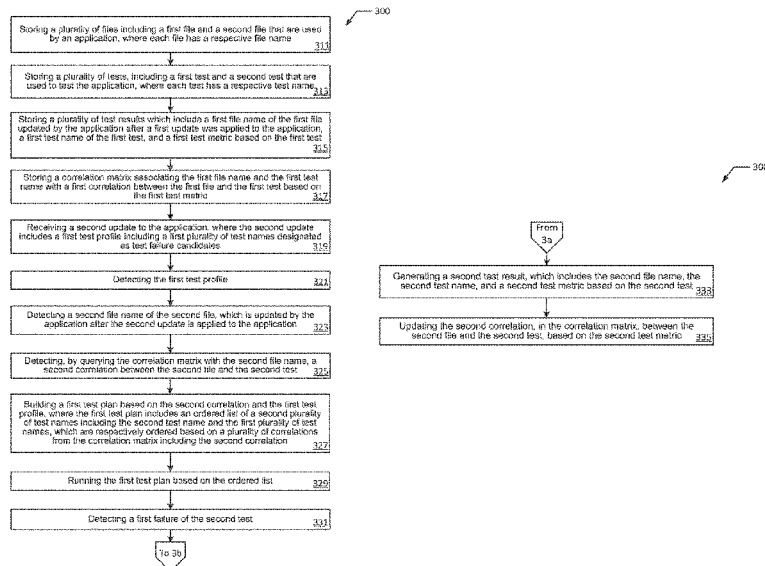 300
Storing a plurality of files including a first file and a second file that are used
by an application, where each file has a respective file name
311
Storing a plurality of tests, including a first test and a second test that are
used to test the application, where each test has a respective test name
313
Storing a plurality of test results which include a first file name of the first file
updated by the application after a first update was applied to the application,
a first test name of the first test, and a first test metric based on the first test
315
Storing a correlation matrix associating the first file name and the first test
name with a first correlation between the first file and the first test based on
the first test metric 317
Receiving a second update to the application, where the second update
includes a first test profile including a first plurality of test names designated
as test failure candidates 319
Detecting the first test profile 321
Detecting a second file name of the second file, which is updated by the
application after the second update is applied to the application 323
Detecting, by querying the correlation matrix with the second file name, a
second correlation between the second file and the second test 325
Building a first test plan based on the second correlation and the first test
profile, where the first test plan includes an ordered list of a second plurality
of test names including the second test name and the first plurality of test
names, which are respectively ordered based on a plurality of correlations
from the correlation matrix including the second correlation 327
Running the first test plan based on the ordered list 329
Detecting a first failure of the second test 331
To 3b
300
From
3a
Generating a second test result, which includes the second file name, the
second test name, and a second test metric based on the second test 333
Updating the second correlation, in the correlation matrix, between the
second file and the second test, based on the second test metric 335